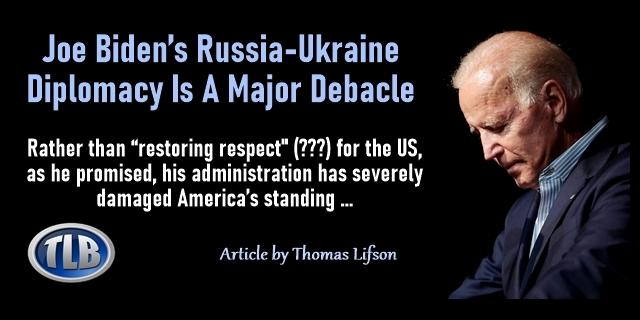 Joe Biden's Russia-Ukraine
Diplomacy Is A Major Debacle
Rather than “restoring respect" (???) for the US,
as he promised, his administration has severely
damaged America's standing ...
TLB
Article by Thomas Lifson